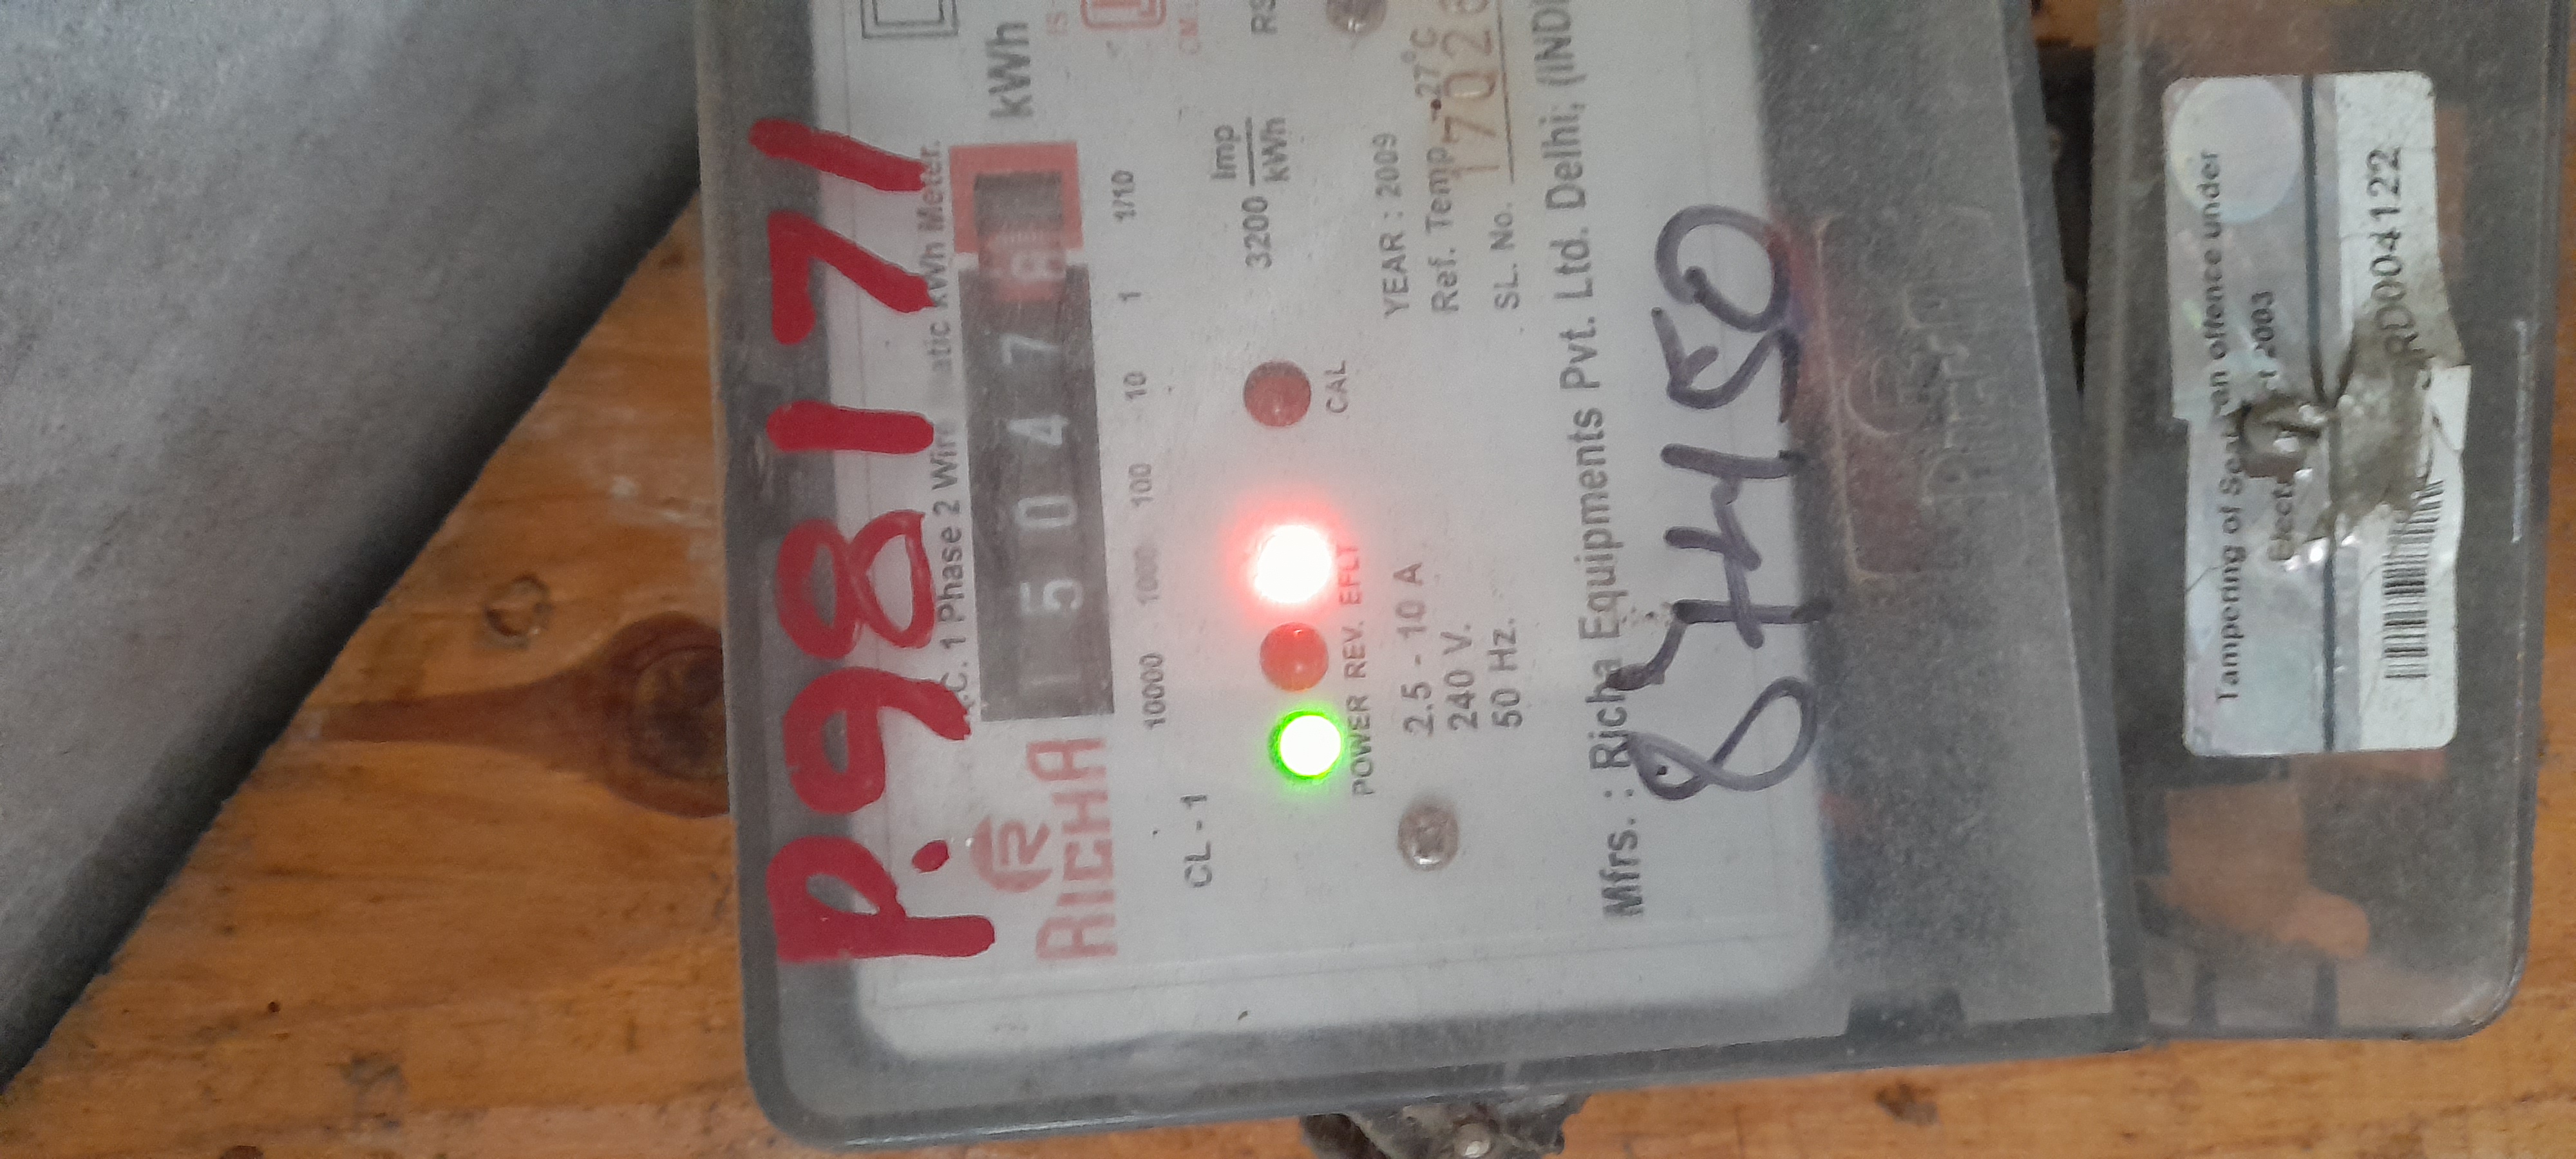 P.98171
A.C. 1 Phase 2 Wire atic kWh Meter.
RICHA
1 5 0 4 7 kWh
10000 1000 100 10 1 1/10
CL - 1
3200 Imp
kWh
POWER REV. EFLT CAL
2.5 - 10 A
240 V.
50 Hz.
YEAR : 2009
Ref. Temp. 27°C
SL. No.
Mfrs. : Richa Equipments Pvt. Ltd. Delhi; (INDI
Tampering of Seal an offence under
2003
RD004122